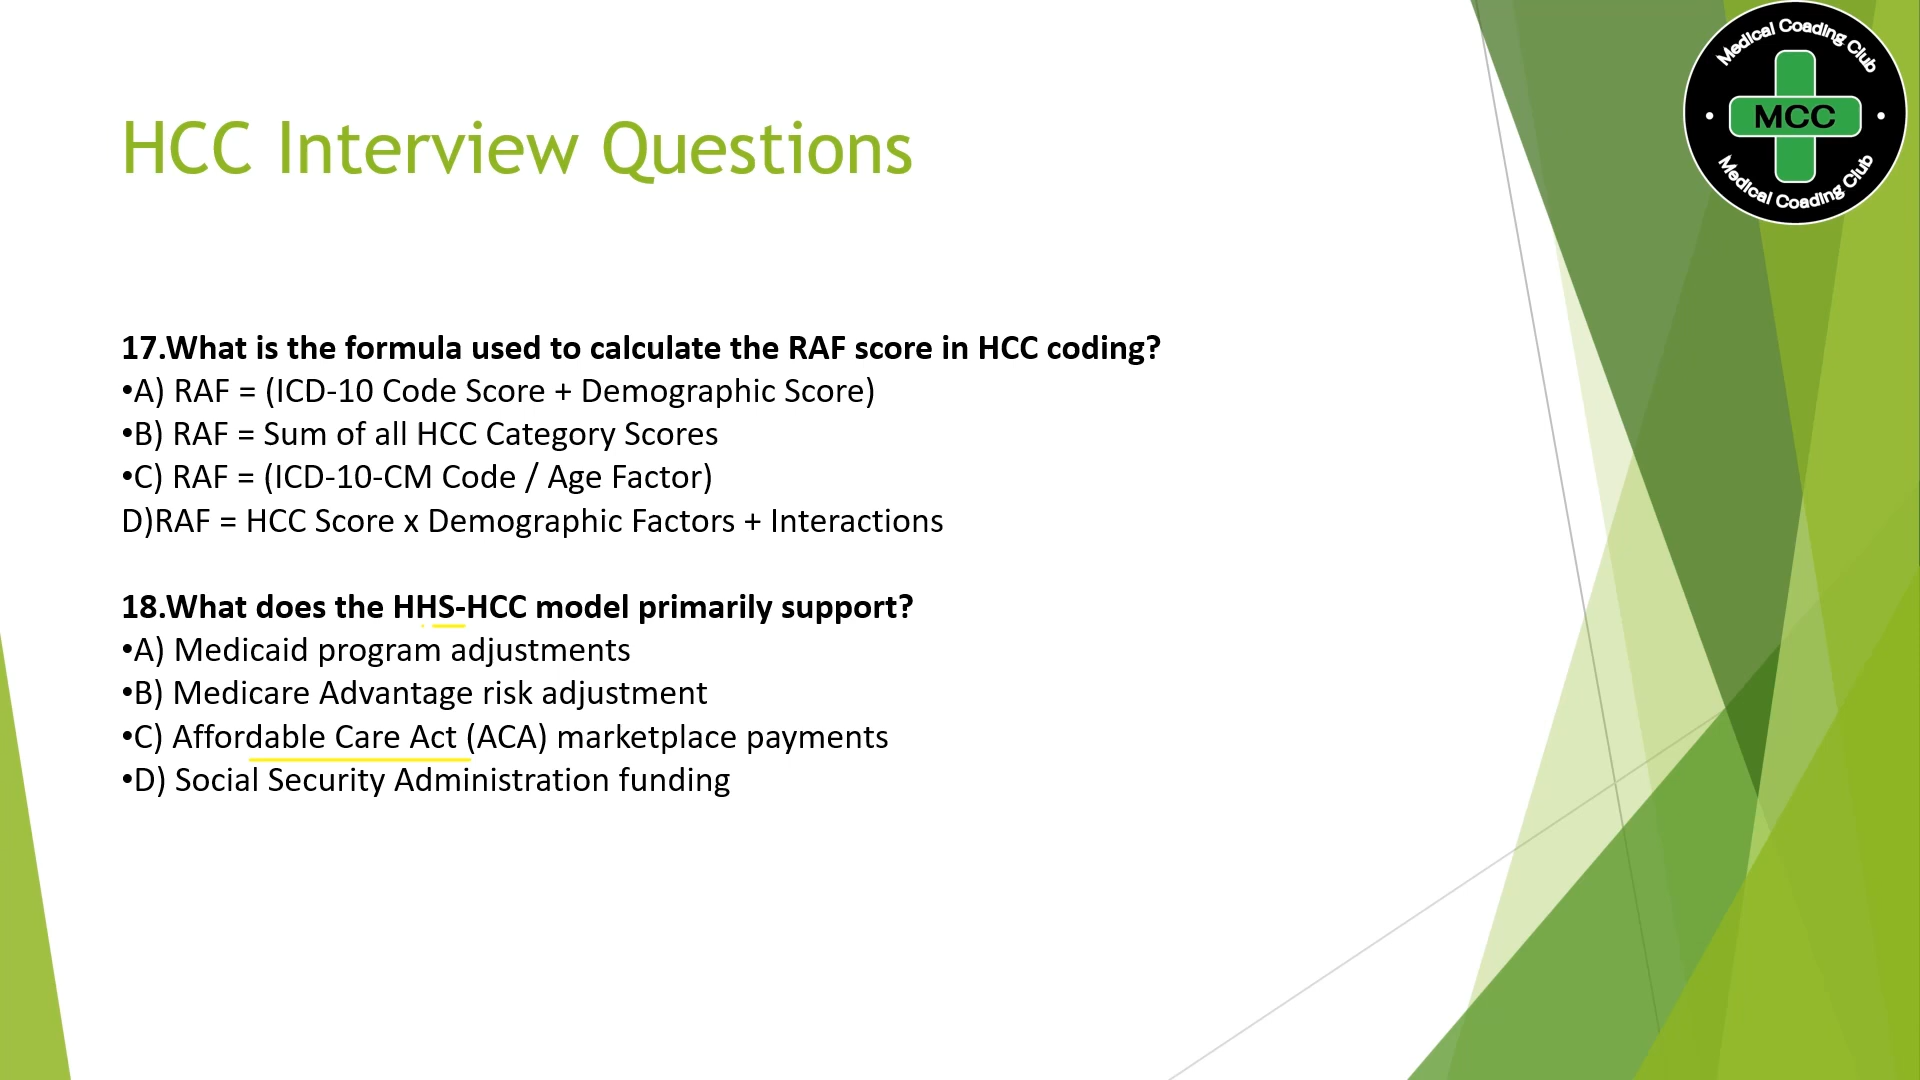 Medical Coading Club
MCC
Medical Coading Club
HCC Interview Questions
17.What is the formula used to calculate the RAF score in HCC coding?
•A) RAF = (ICD-10 Code Score + Demographic Score)
•B) RAF = Sum of all HCC Category Scores
•C) RAF = (ICD-10-CM Code / Age Factor)
D)RAF = HCC Score x Demographic Factors + Interactions
18.What does the HHS-HCC model primarily support?
•A) Medicaid program adjustments
•B) Medicare Advantage risk adjustment
•C) Affordable Care Act (ACA) marketplace payments
•D) Social Security Administration funding